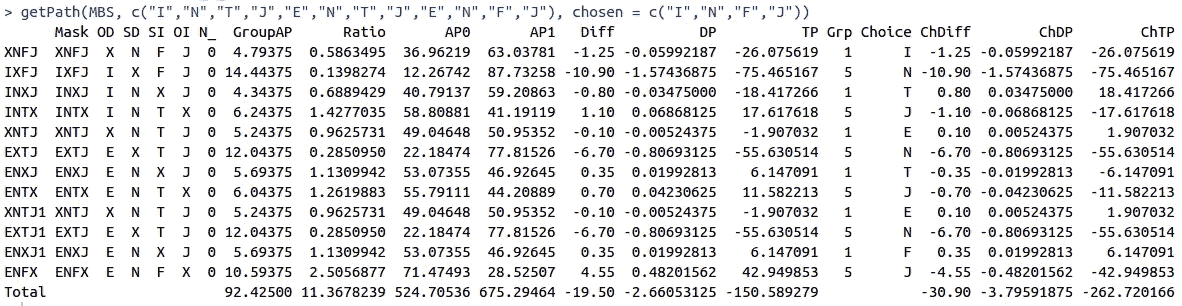 > getPath(MBS, c("I","N","T","J","E","N","T","J","E","N","F","J"), chosen = c("I","N","F","J"))
Mask OD SD SI OI N_ GroupAP Ratio AP0 AP1 Diff DP TP Grp Choice ChDiff ChDP ChTP
XNFJ XNFJ X N F J 0 4.79375 0.5863495 36.96219 63.03781 -1.25 -0.05992187 -26.075619 1 I -1.25 -0.05992187 -26.075619
IXFJ IXFJ I X F J 0 14.44375 0.1398274 12.26742 87.73258 -10.90 -1.57436875 -75.465167 5 N -10.90 -1.57436875 -75.465167
INXJ INXJ I N X J 0 4.34375 0.6889429 40.79137 59.20863 -0.80 -0.03475000 -18.417266 1 T 0.80 0.03475000 18.417266
INTX INTX I N T X 0 6.24375 1.4277035 58.80881 41.19119 1.10 0.06868125 17.617618 5 J -1.10 -0.06868125 -17.617618
XNTJ XNTJ X N T J 0 5.24375 0.9625731 49.04648 50.95352 -0.10 -0.00524375 -1.907032 1 E 0.10 0.00524375 1.907032
EXTJ EXTJ E X T J 0 12.04375 0.2850950 22.18474 77.81526 -6.70 -0.80693125 -55.630514 5 N -6.70 -0.80693125 -55.630514
ENXJ ENXJ E N X J 0 5.69375 1.1309942 53.07355 46.92645 0.35 0.01992813 6.147091 1 T -0.35 -0.01992813 -6.147091
ENTX ENTX E N T X 0 6.04375 1.2619883 55.79111 44.20889 0.70 0.04230625 11.582213 5 J -0.70 -0.04230625 -11.582213
XNTJ1 XNTJ X N T J 0 5.24375 0.9625731 49.04648 50.95352 -0.10 -0.00524375 -1.907032 1 E 0.10 0.00524375 1.907032
EXTJ1 EXTJ E X T J 0 12.04375 0.2850950 22.18474 77.81526 -6.70 -0.80693125 -55.630514 5 N -6.70 -0.80693125 -55.630514
ENXJ1 ENXJ E N X J 0 5.69375 1.1309942 53.07355 46.92645 0.35 0.01992813 6.147091 1 F 0.35 0.01992813 6.147091
ENFX ENFX E N F X 0 10.59375 2.5056877 71.47493 28.52507 4.55 0.48201562 42.949853 5 J -4.55 -0.48201562 -42.949853
Total 92.42500 11.3678239 524.70536 675.29464 -19.50 -2.66053125 -150.589279 -30.90 -3.79591875 -262.720166